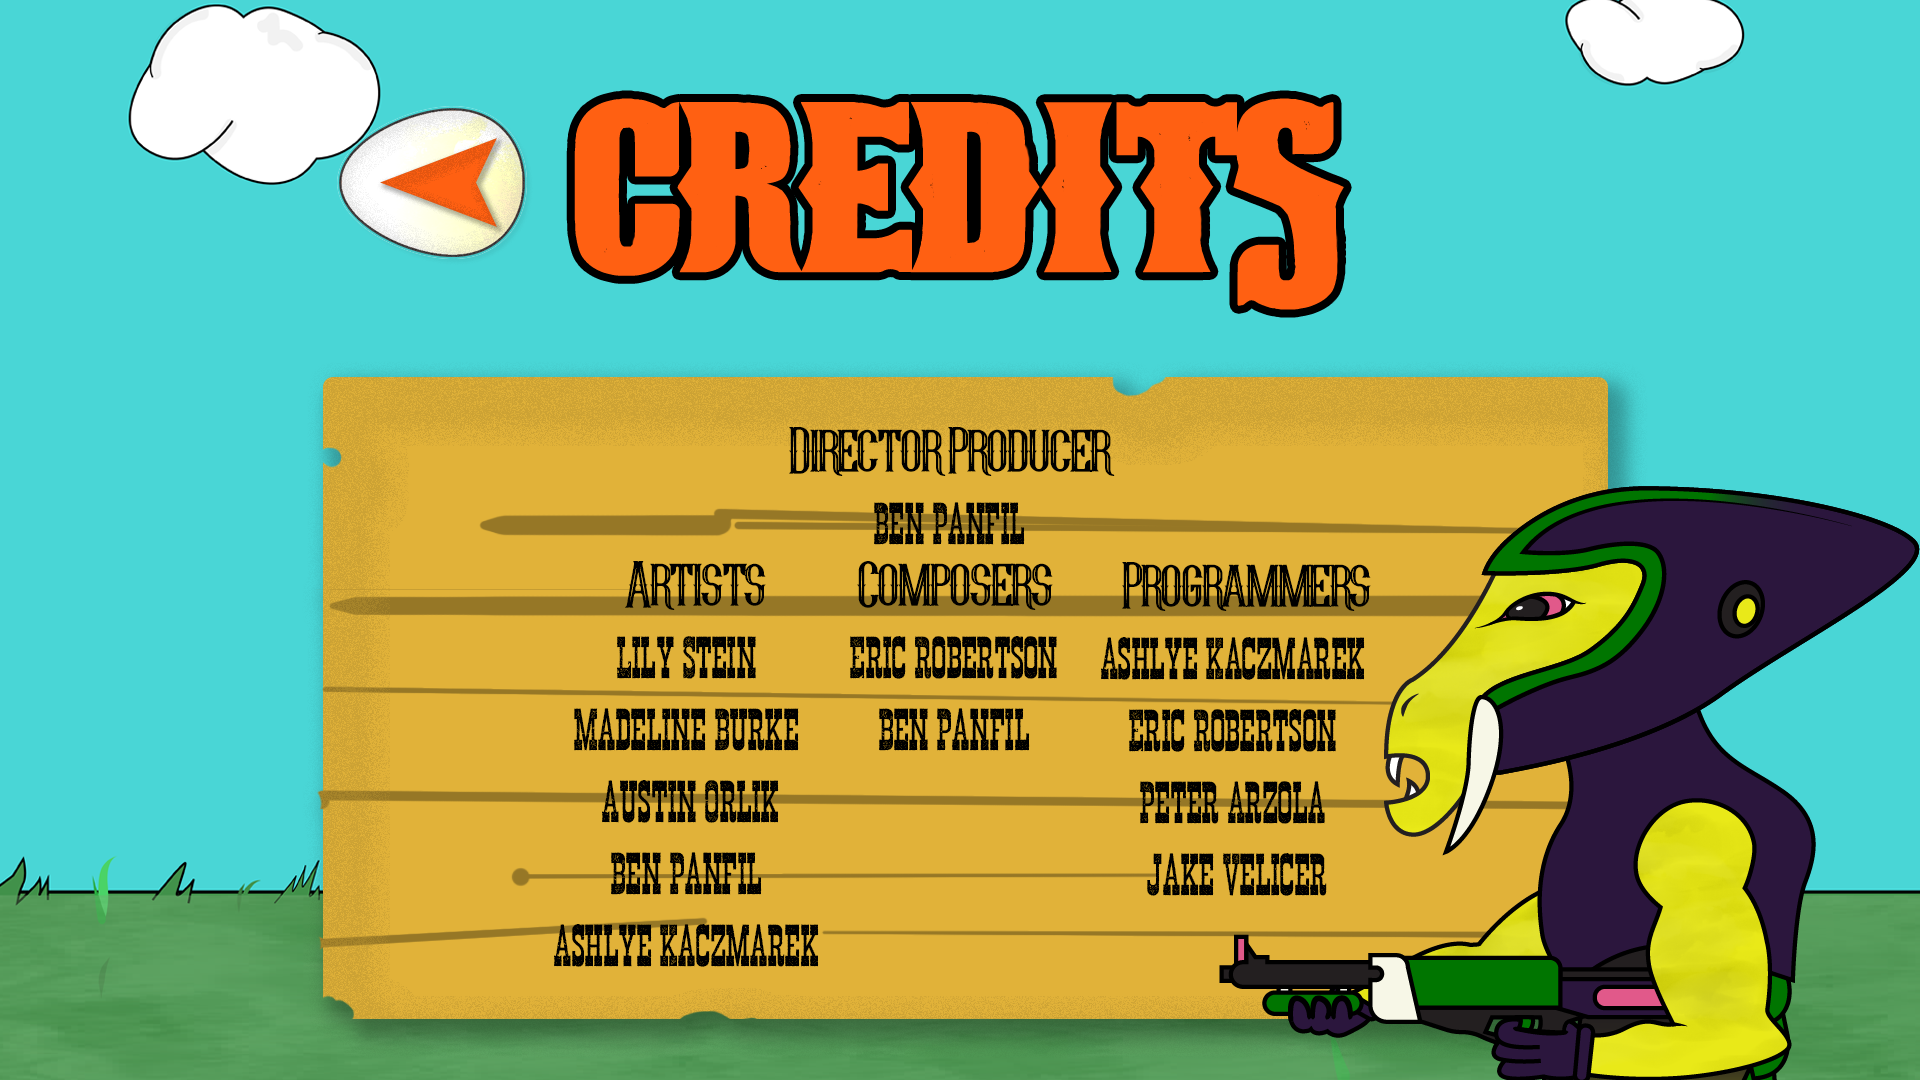 CREDITS
DIRECTOR PRODUCER
BEN PANFIL
ARTISTS COMPOSERS PROGRAMMERS
LILY STEIN ERIC ROBERTSON ASHLYE KACZMAREK
MADELINE BURKE BEN PANFIL ERIC ROBERTSON
AUSTIN ORLIK PETER ARZOLA
BEN PANFIL JAKE VELICER
ASHLYE KACZMAREK